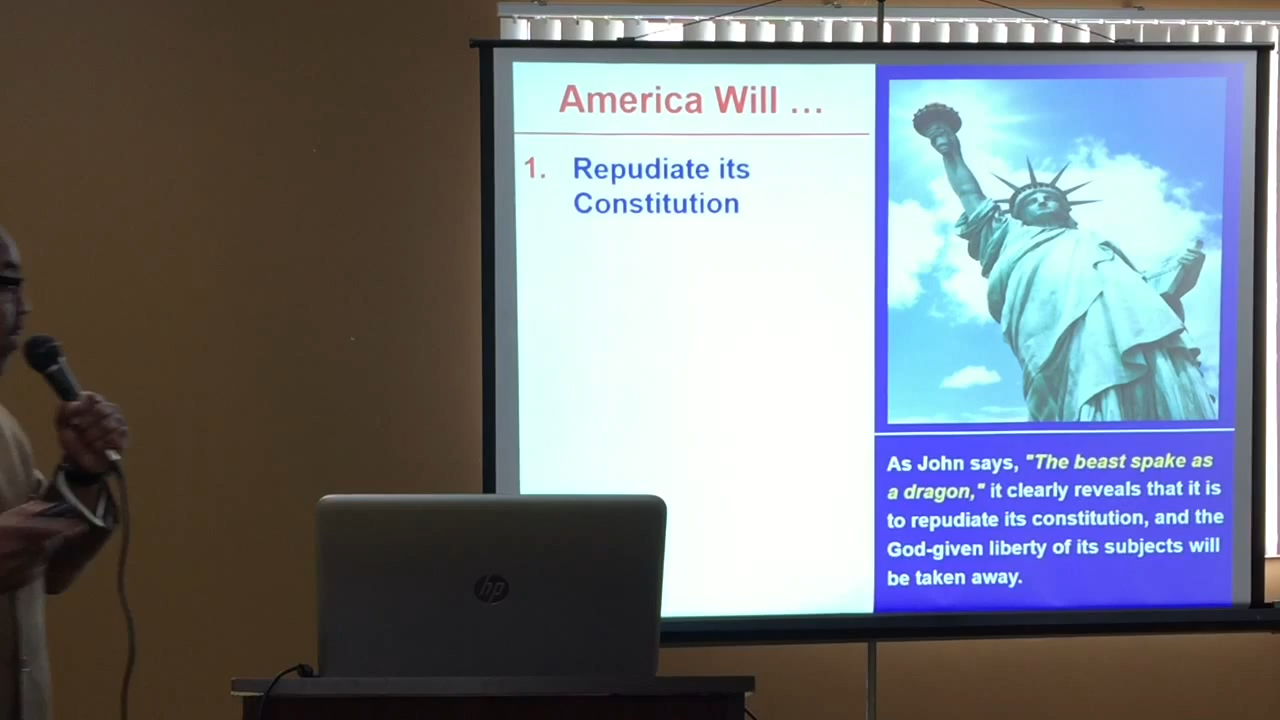 America Will ...
1. Repudiate its
Constitution
As John says, "The beast spake as
a dragon," it clearly reveals that it is
to repudiate its constitution, and the
God-given liberty of its subjects will
be taken away.
hp